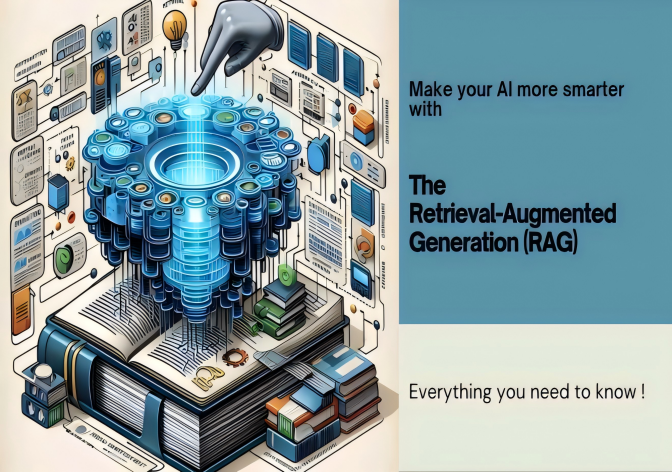 Make your AI more smarter
with
The
Retrieval-Augmented
Generation (RAG)
Everything you need to know !